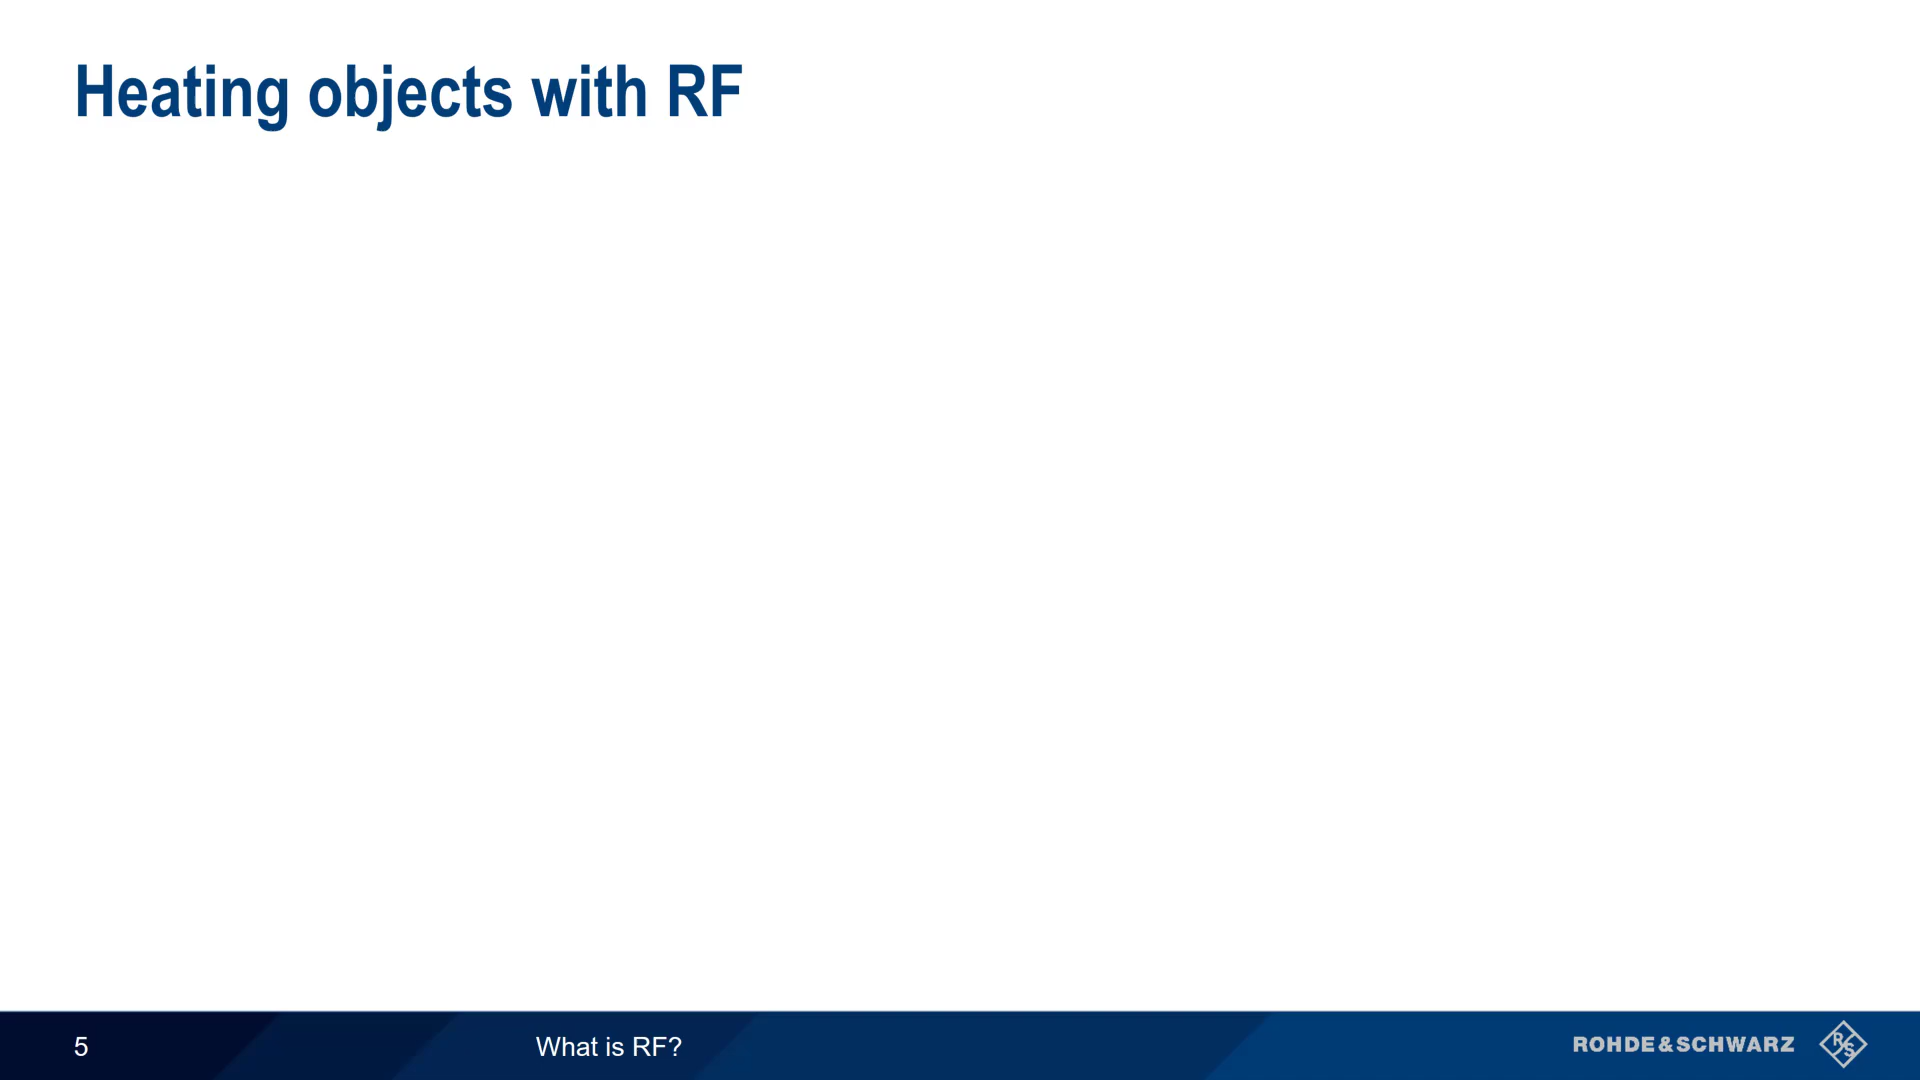 Heating objects with RF
5
What is RF?
ROHDE&SCHWARZ
R
S